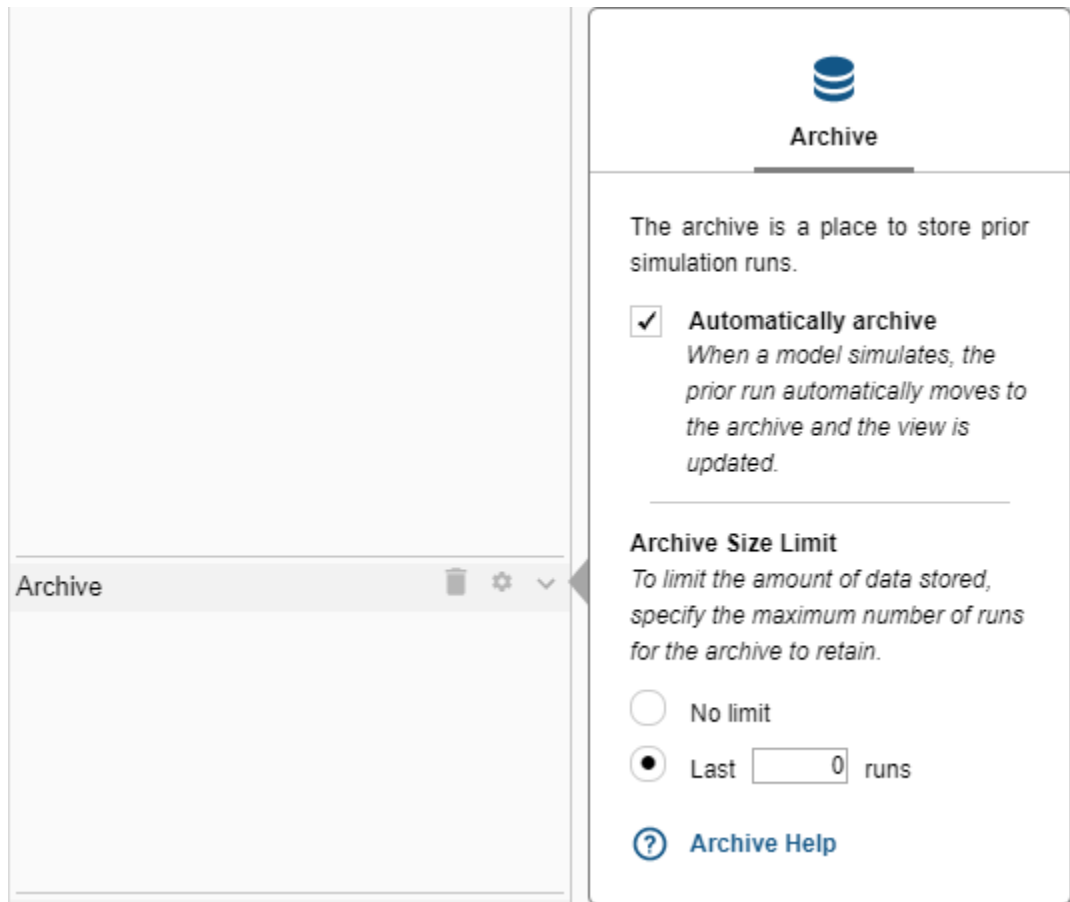 Archive
The archive is a place to store prior
simulation runs.
Automatically archive
When a model simulates, the
prior run automatically moves to
the archive and the view is
updated.
Archive Size Limit
To limit the amount of data stored,
specify the maximum number of runs
for the archive to retain.
No limit
Last 0 runs
Archive Help
Archive